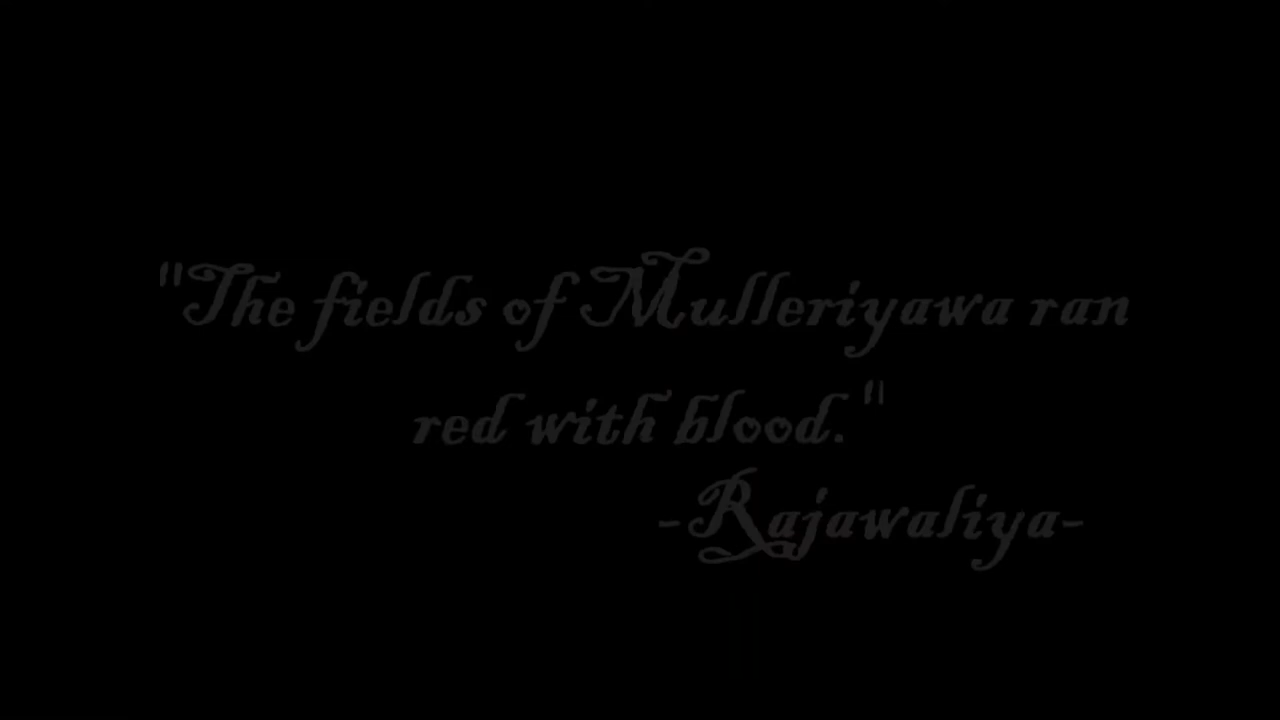 "The fields of Mulleriyawa ran
red with blood."
-Rajawaliya-